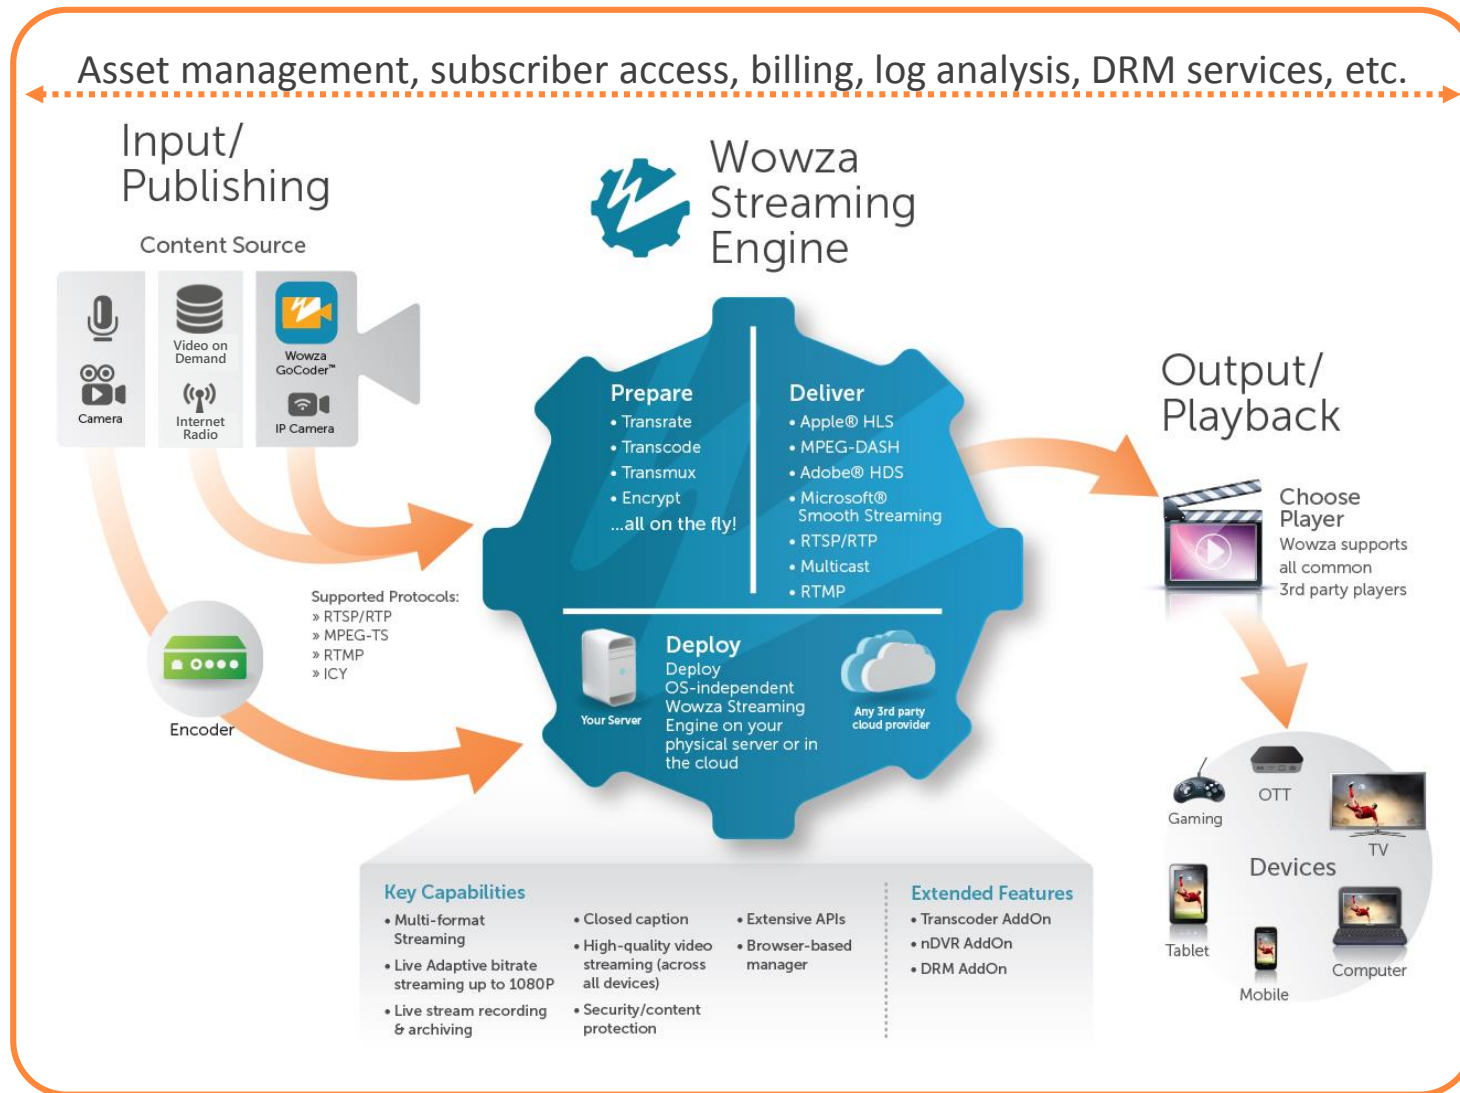 Asset management, subscriber access, billing, log analysis, DRM services, etc.
Input/
Publishing
Content Source
Camera
Video on
Demand
Internet
Radio
Wowza
GoCoder™
IP Camera
Supported Protocols:
» RTSP/RTP
» MPEG-TS
» RTMP
» ICY
Encoder
Wowza
Streaming
Engine
Prepare
• Transrate
• Transcode
• Transmux
• Encrypt
...all on the fly!
Deliver
• Apple® HLS
• MPEG-DASH
• Adobe® HDS
• Microsoft®
Smooth Streaming
• RTSP/RTP
• Multicast
• RTMP
Your Server
Deploy
Deploy
OS-independent
Wowza Streaming
Engine on your
physical server or in
the cloud
Any 3rd party
cloud provider
Output/
Playback
Choose
Player
Wowza supports
all common
3rd party players
Gaming
OTT
TV
Devices
Tablet
Mobile
Computer
Key Capabilities
• Multi-format
Streaming
• Live Adaptive bitrate
streaming up to 1080P
• Live stream recording
& archiving
• Closed caption
• High-quality video
streaming (across
all devices)
• Security/content
protection
• Extensive APIs
• Browser-based
manager
Extended Features
• Transcoder AddOn
• nDVR AddOn
• DRM AddOn